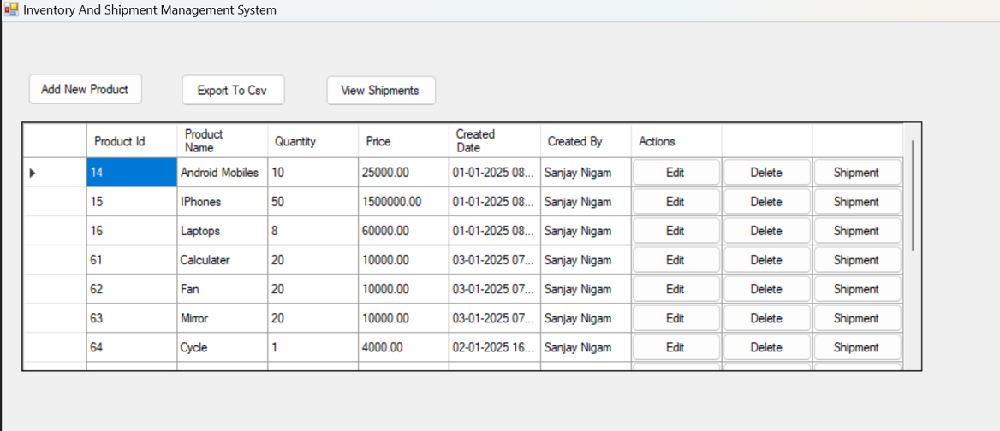 Inventory And Shipment Management System
Add New Product Export To Csv View Shipments
Product Id Product Name Quantity Price Created Date Created By Actions
14 Android Mobiles 10 25000.00 01-01-2025 08... Sanjay Nigam Edit Delete Shipment
15 IPhones 50 1500000.00 01-01-2025 08... Sanjay Nigam Edit Delete Shipment
16 Laptops 8 60000.00 01-01-2025 08... Sanjay Nigam Edit Delete Shipment
61 Calculater 20 10000.00 03-01-2025 07... Sanjay Nigam Edit Delete Shipment
62 Fan 20 10000.00 03-01-2025 07... Sanjay Nigam Edit Delete Shipment
63 Mirror 20 10000.00 03-01-2025 07... Sanjay Nigam Edit Delete Shipment
64 Cycle 1 4000.00 02-01-2025 16... Sanjay Nigam Edit Delete Shipment